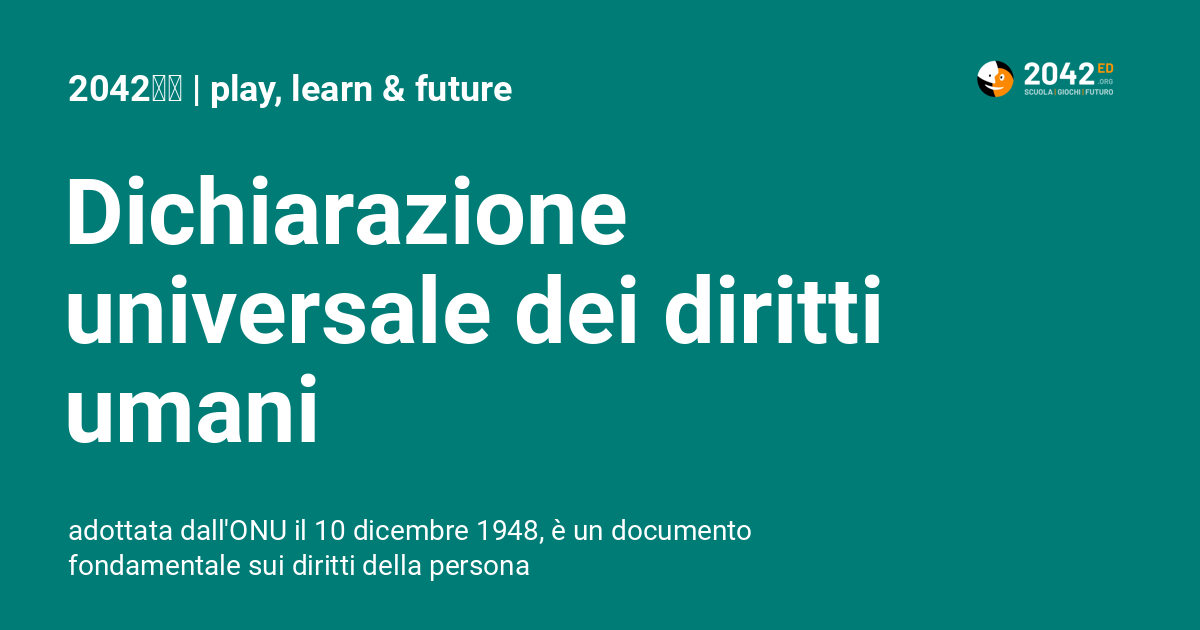 2042 | play, learn & future
2042 ED
.ORG
SCUOLA | GIOCHI | FUTURO
Dichiarazione
universale dei diritti
umani
adottata dall'ONU il 10 dicembre 1948, è un documento
fondamentale sui diritti della persona